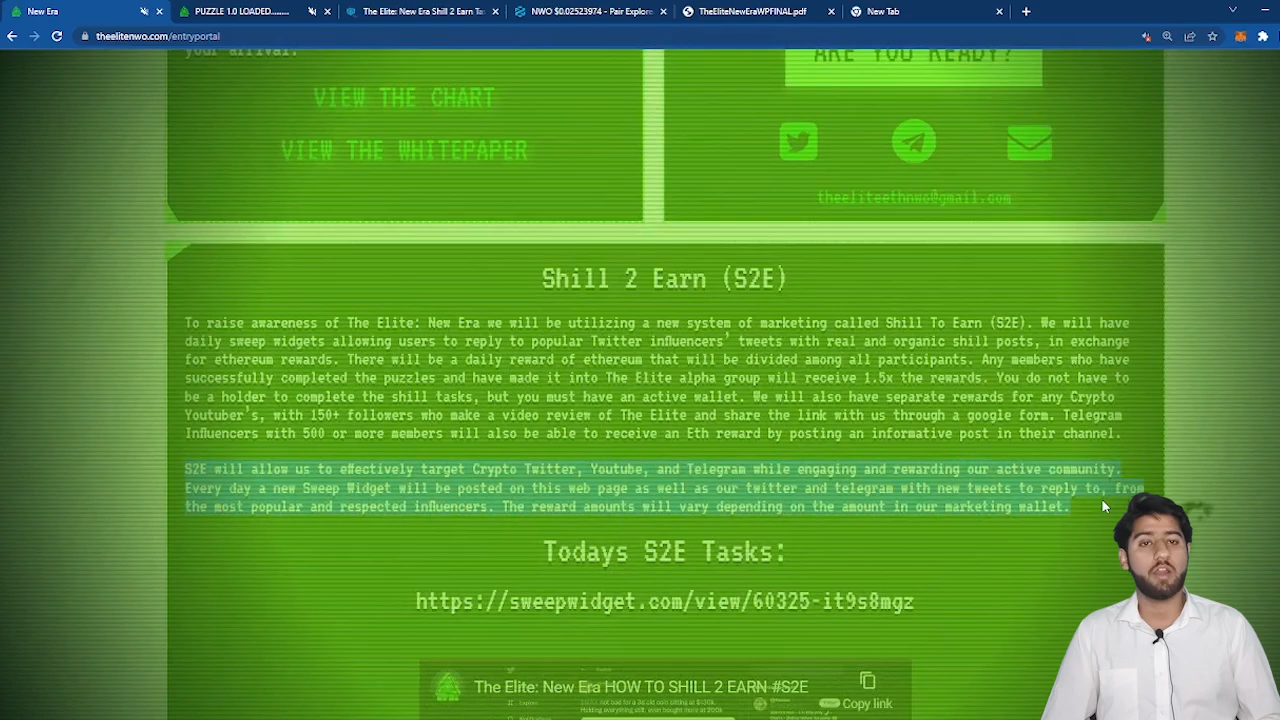 New Era
PUZZLE 1.0 LOADED........
The Elite: New Era Shill 2 Earn Ta
NWO $0.02523974 - Pair Explore
TheEliteNewEraWPFINAL.pdf
New Tab
theelitenwo.com/entryportal
your arrival.
VIEW THE CHART
VIEW THE WHITEPAPER
ARE YOU READY?
theeliteethnwo@gmail.com
Shill 2 Earn (S2E)
To raise awareness of The Elite: New Era we will be utilizing a new system of marketing called Shill To Earn (S2E). We will have
daily sweep widgets allowing users to reply to popular Twitter influencers' tweets with real and organic shill posts, in exchange
for ethereum rewards. There will be a daily reward of ethereum that will be divided among all participants. Any members who have
successfully completed the puzzles and have made it into The Elite alpha group will receive 1.5x the rewards. You do not have to
be a holder to complete the shill tasks, but you must have an active wallet. We will also have separate rewards for any Crypto
Youtuber's, with 150+ followers who make a video review of The Elite and share the link with us through a google form. Telegram
Influencers with 500 or more members will also be able to receive an Eth reward by posting an informative post in their channel.
S2E will allow us to effectively target Crypto Twitter, Youtube, and Telegram while engaging and rewarding our active community.
Every day a new Sweep Widget will be posted on this web page as well as our twitter and telegram with new tweets to reply to, from
the most popular and respected influencers. The reward amounts will vary depending on the amount in our marketing wallet.
Todays S2E Tasks:
https://sweepwidget.com/view/60325-it9s8mgz
The Elite: New Era HOW TO SHILL 2 EARN #S2E
Copy link